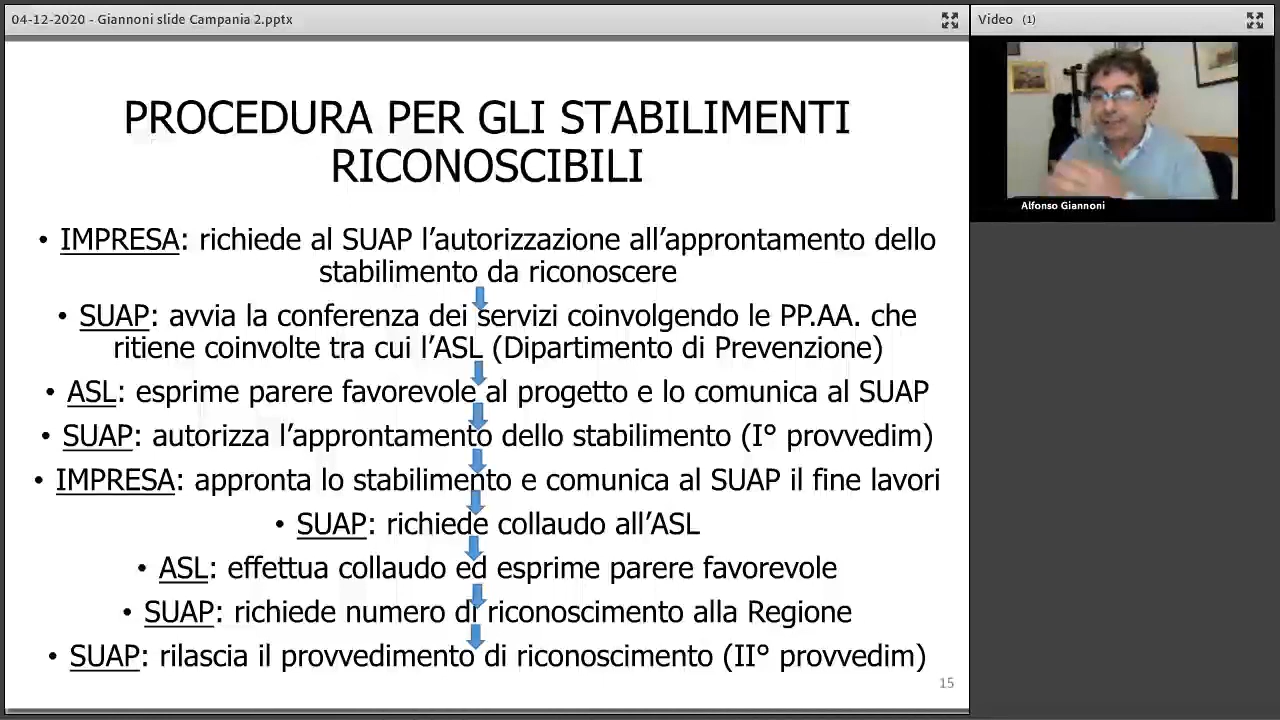 04-12-2020 - Giannoni slide Campania 2.pptx
Video (1)
Alfonso Giannoni
PROCEDURA PER GLI STABILIMENTI
RICONOSCIBILI
• IMPRESA: richiede al SUAP l’autorizzazione all’approntamento dello
stabilimento da riconoscere
• SUAP: avvia la conferenza dei servizi coinvolgendo le PP.AA. che
ritiene coinvolte tra cui l’ASL (Dipartimento di Prevenzione)
• ASL: esprime parere favorevole al progetto e lo comunica al SUAP
• SUAP: autorizza l’approntamento dello stabilimento (I° provvedim)
• IMPRESA: appronta lo stabilimento e comunica al SUAP il fine lavori
• SUAP: richiede collaudo all’ASL
• ASL: effettua collaudo ed esprime parere favorevole
• SUAP: richiede numero di riconoscimento alla Regione
• SUAP: rilascia il provvedimento di riconoscimento (II° provvedim)
15